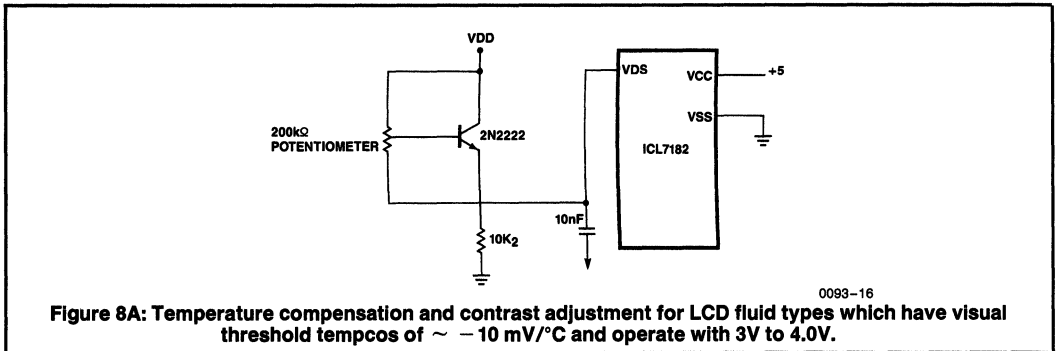 VDD
200kΩ
POTENTIOMETER
2N2222
10K2
10nF
VDS
VCC
+5
VSS
ICL7182
0093–16
Figure 8A: Temperature compensation and contrast adjustment for LCD fluid types which have visual
threshold tempcos of ~ −10 mV/°C and operate with 3V to 4.0V.